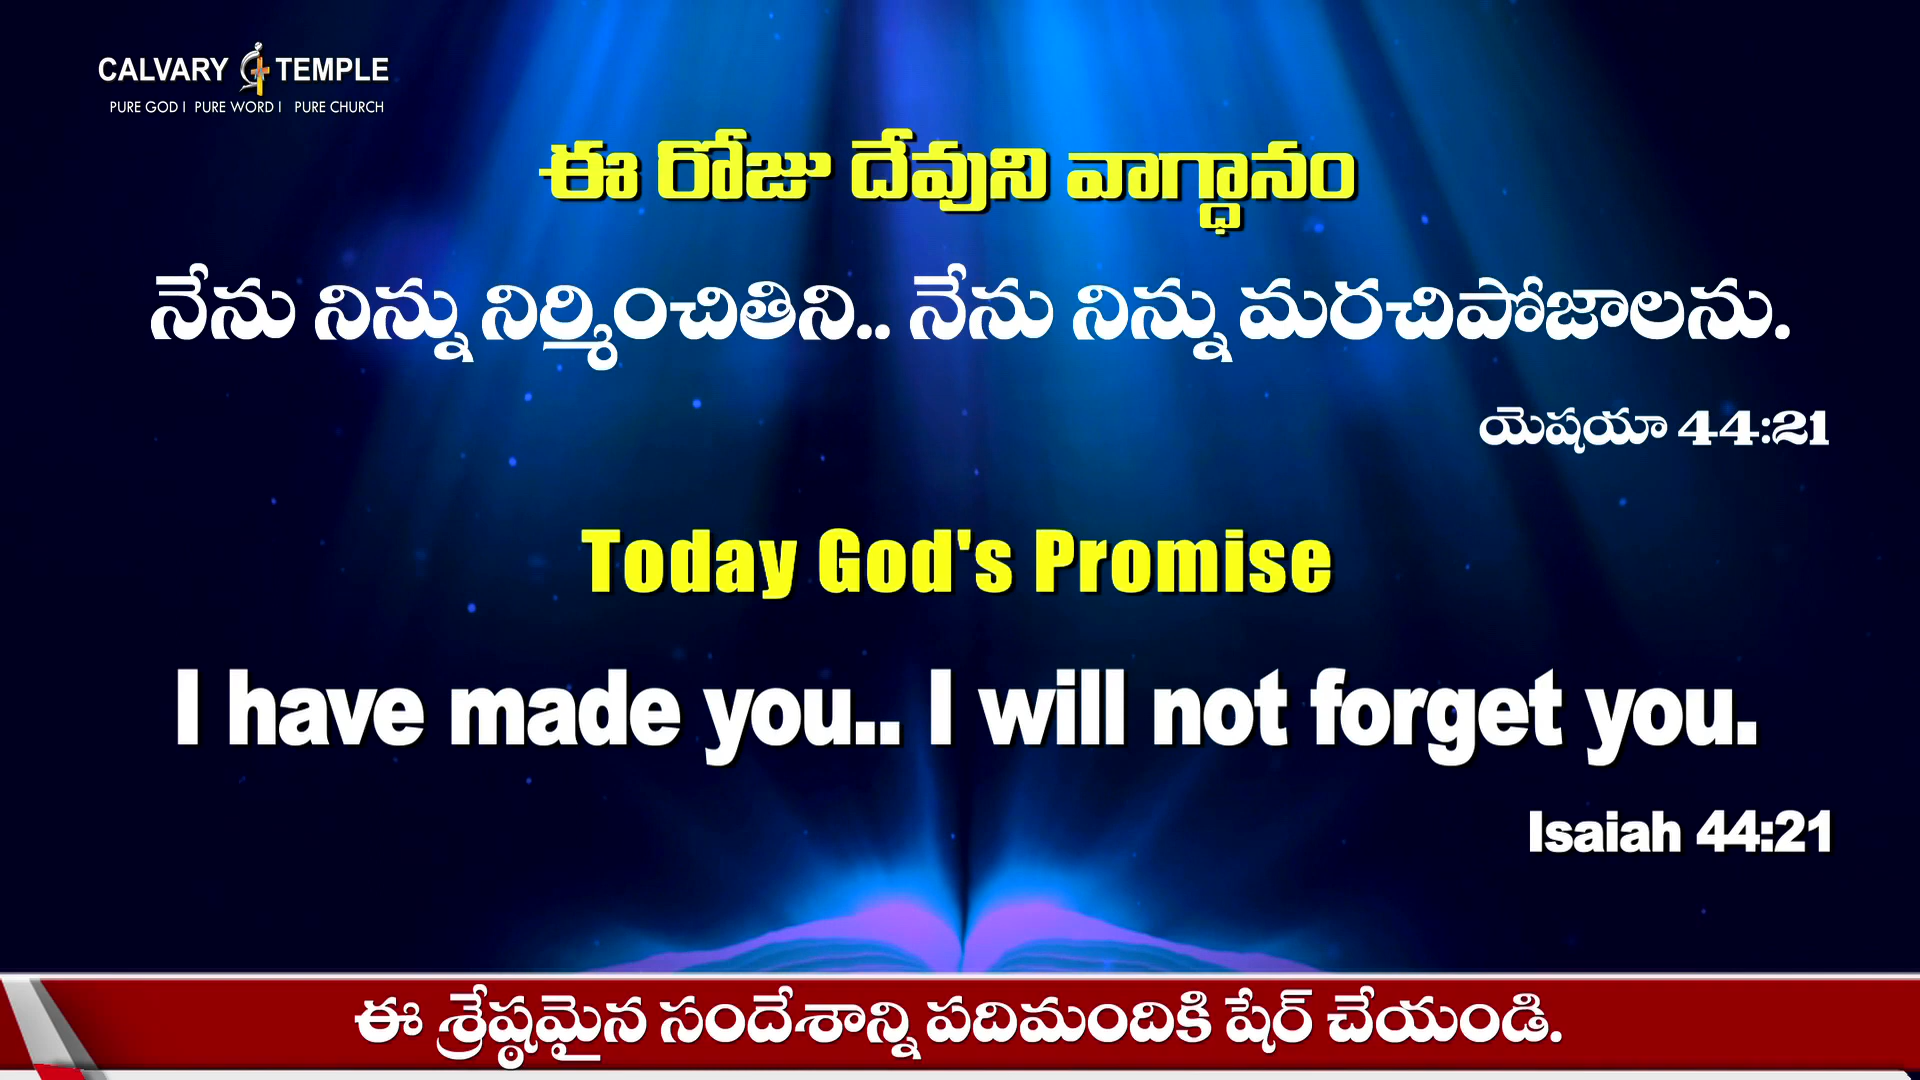 CALVARY TEMPLE
PURE GOD I PURE WORD I PURE CHURCH
ఈ రోజు దేవుని వాగ్ధానం
నేను నిన్ను నిర్మించితిని.. నేను నిన్ను మరచిపోజాలను.
యెషయా 44:21
Today God's Promise
I have made you.. I will not forget you.
Isaiah 44:21
ఈ శ్రేష్ఠమైన సందేశాన్ని పదిమందికి షేర్ చేయండి.